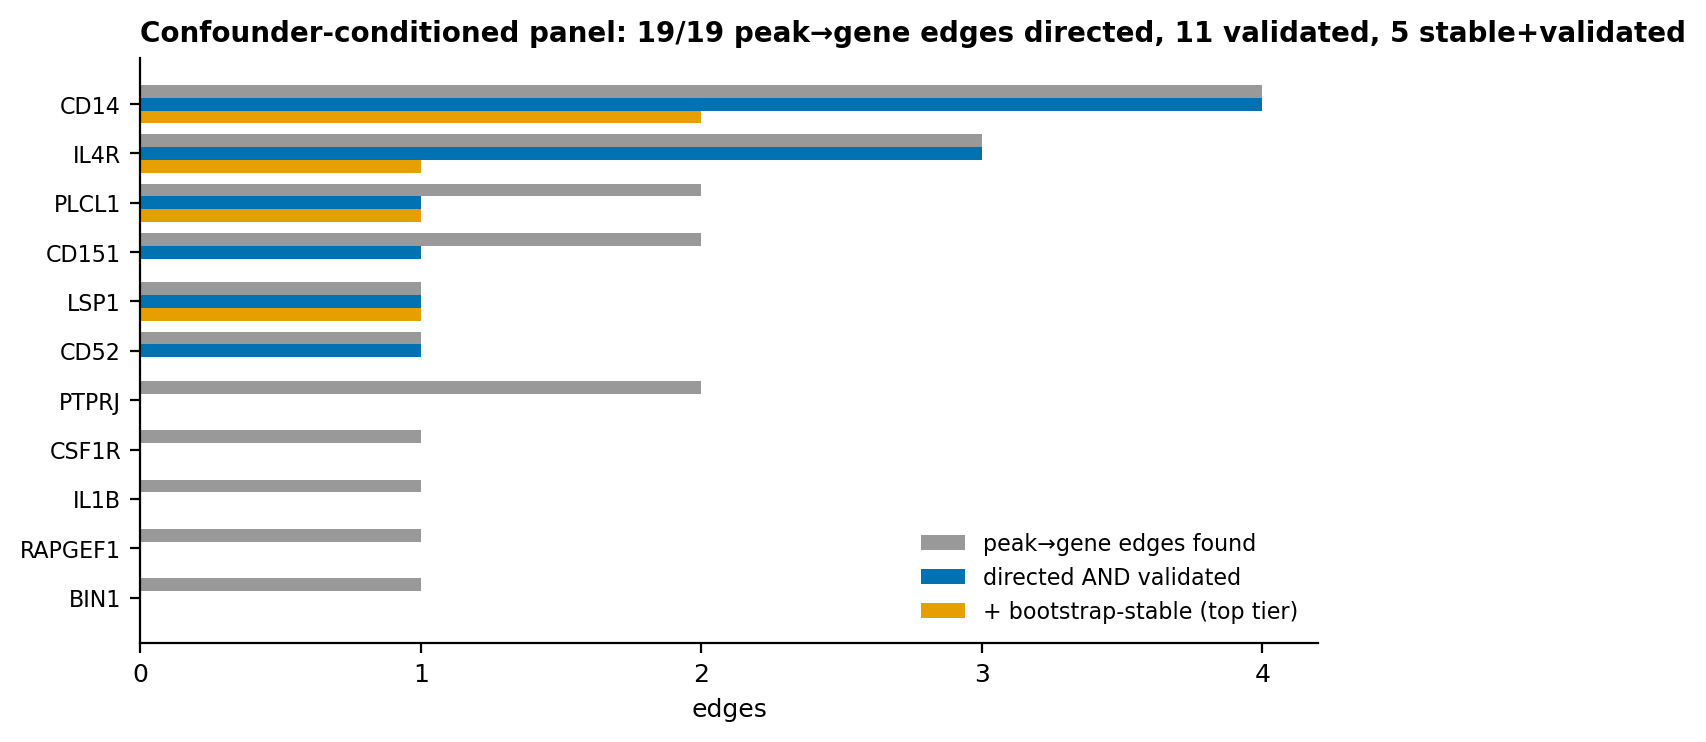 Confounder-conditioned panel: 19/19 peak→gene edges directed, 11 validated, 5 stable+validated
CD14
IL4R
PLCL1
CD151
LSP1
CD52
PTPRJ
CSF1R
IL1B
RAPGEF1
BIN1
peak→gene edges found
directed AND validated
+ bootstrap-stable (top tier)
0 1 2 3 4
edges